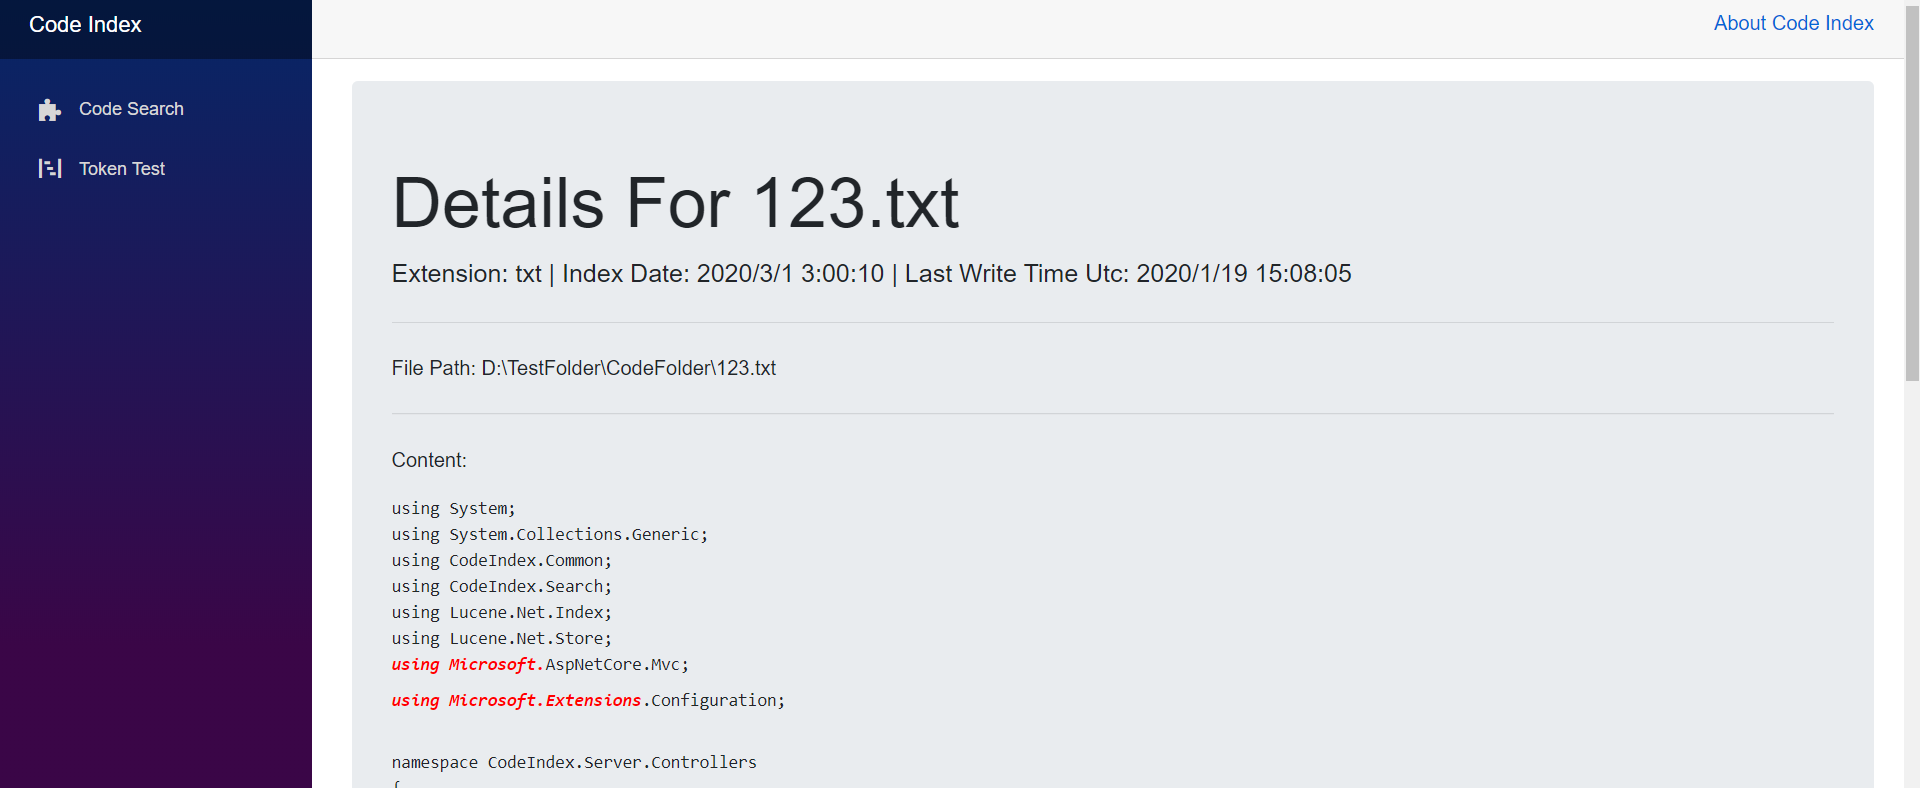 Code Index
About Code Index
Code Search
Token Test
Details For 123.txt
Extension: txt | Index Date: 2020/3/1 3:00:10 | Last Write Time Utc: 2020/1/19 15:08:05
File Path: D:\TestFolder\CodeFolder\123.txt
Content:
using System;
using System.Collections.Generic;
using CodeIndex.Common;
using CodeIndex.Search;
using Lucene.Net.Index;
using Lucene.Net.Store;
using Microsoft.AspNetCore.Mvc;
using Microsoft.Extensions.Configuration;
namespace CodeIndex.Server.Controllers
{